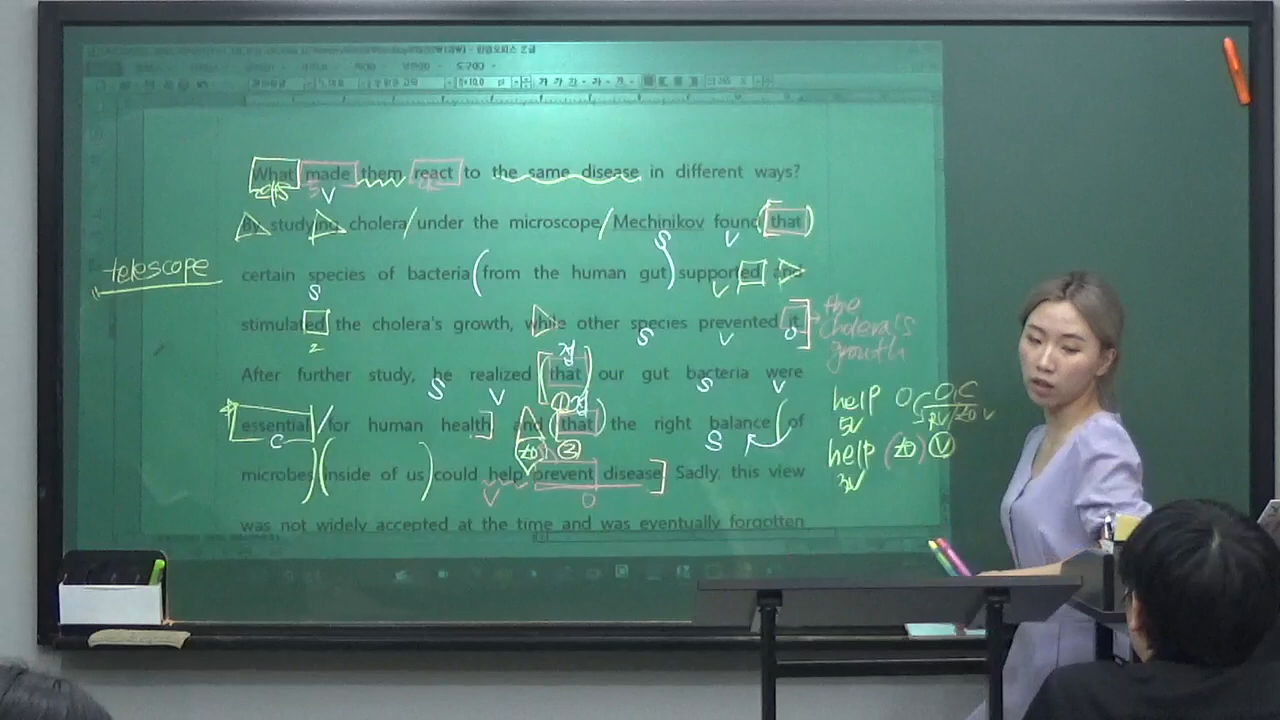 What made them react to the same disease in different ways?
By studying cholera under the microscope, Mechinikov found that
certain species of bacteria from the human gut supported and
stimulated the cholera's growth, while other species prevented it.
After further study, he realized that our gut bacteria were
essential for human health and that the right balance of
microbes inside of us could help prevent disease. Sadly, this view
was not widely accepted at the time and was eventually forgotten
telescope
the
cholera's
growth
help O OC
5V
help (to) V
3V
S
V
S
V
V
S
2
S
V
O
접
S
V
S
V
C
S
V
O